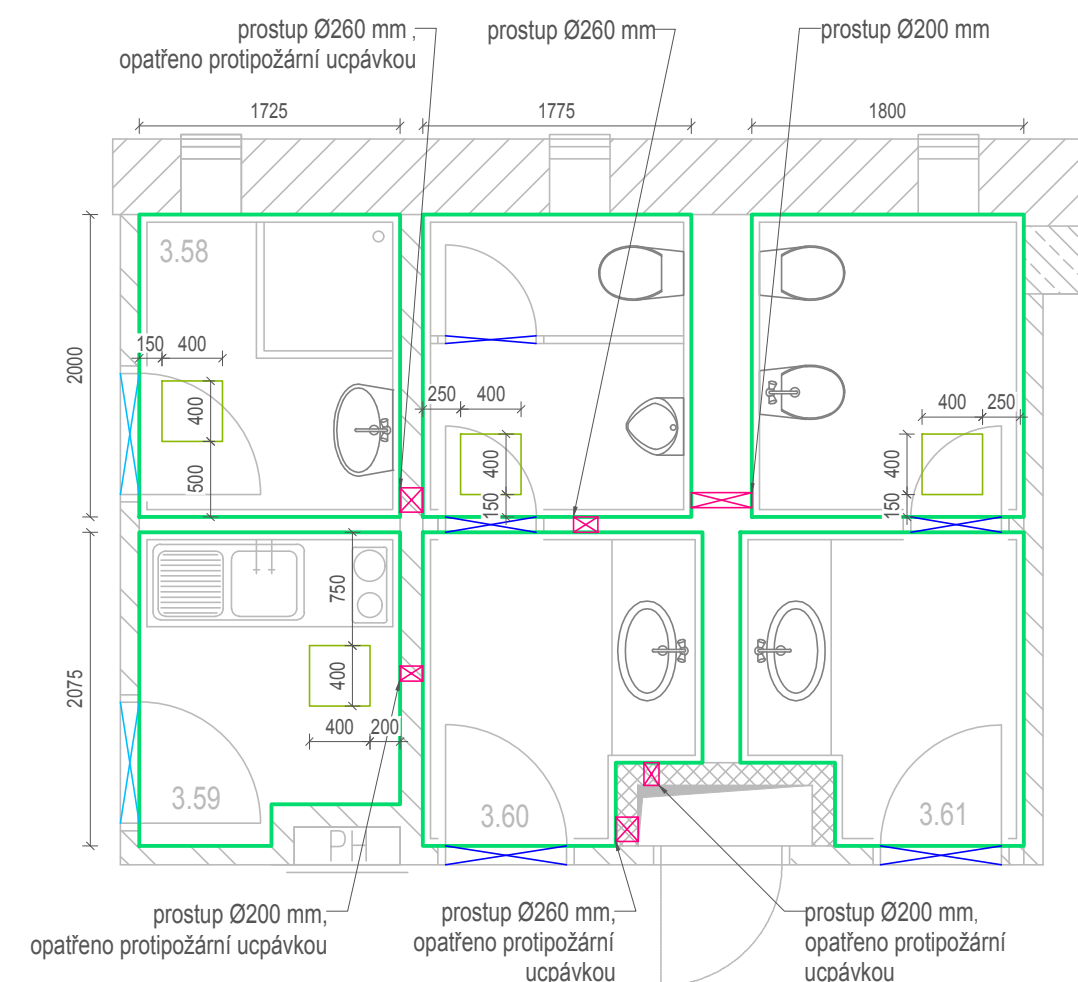 prostup Ø260 mm ,
opatřeno protipožární ucpávkou
prostup Ø260 mm
prostup Ø200 mm
1725
1775
1800
3.58
2000
150
400
400
500
250
400
400
150
400
250
400
150
2075
750
400
400
200
3.59
PH
3.60
3.61
prostup Ø200 mm,
opatřeno protipožární ucpávkou
prostup Ø260 mm,
opatřeno protipožární
ucpávkou
prostup Ø200 mm,
opatřeno protipožární
ucpávkou